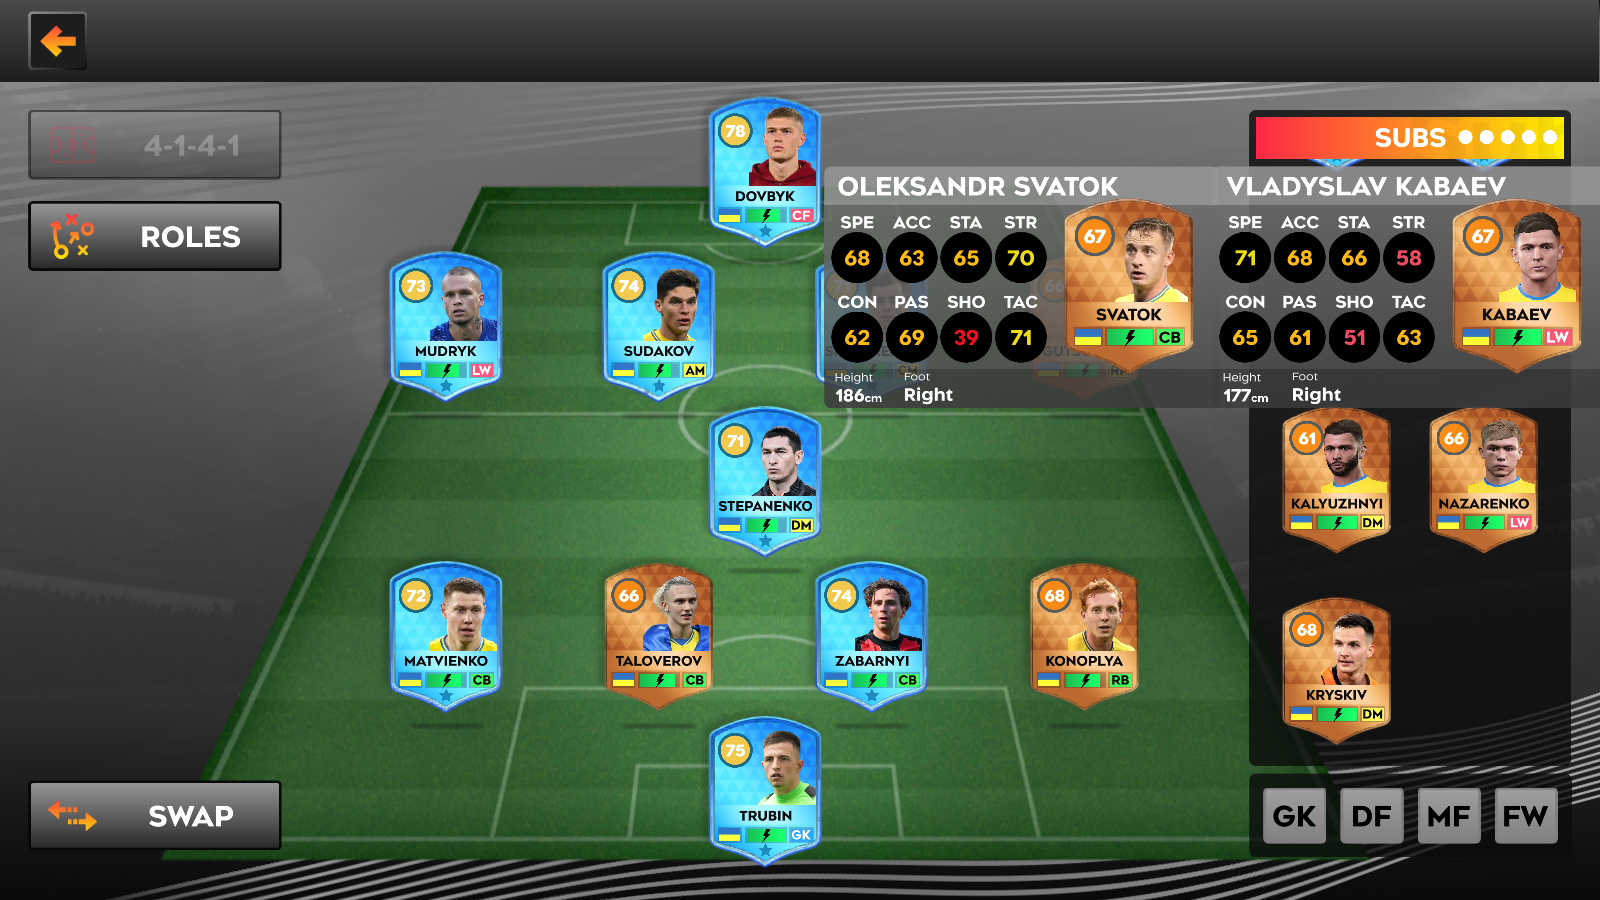 4-1-4-1
ROLES
SWAP
78
DOVBYK
CF
73
MUDRYK
LW
74
SUDAKOV
AM
71
STEPANENKO
DM
72
MATVIENKO
CB
66
TALOVEROV
CB
74
ZABARNYI
CB
68
KONOPLYA
RB
75
TRUBIN
GK
SUBS
OLEKSANDR SVATOK
SPE ACC STA STR
68 63 65 70
CON PAS SHO TAC
62 69 39 71
Height Foot
186cm Right
67
SVATOK
CB
VLADYSLAV KABAEV
SPE ACC STA STR
71 68 66 58
CON PAS SHO TAC
65 61 51 63
Height Foot
177cm Right
67
KABAEV
LW
CM
66
61
KALYUZHNYI
DM
66
NAZARENKO
LW
68
KRYSKIV
DM
GK DF MF FW